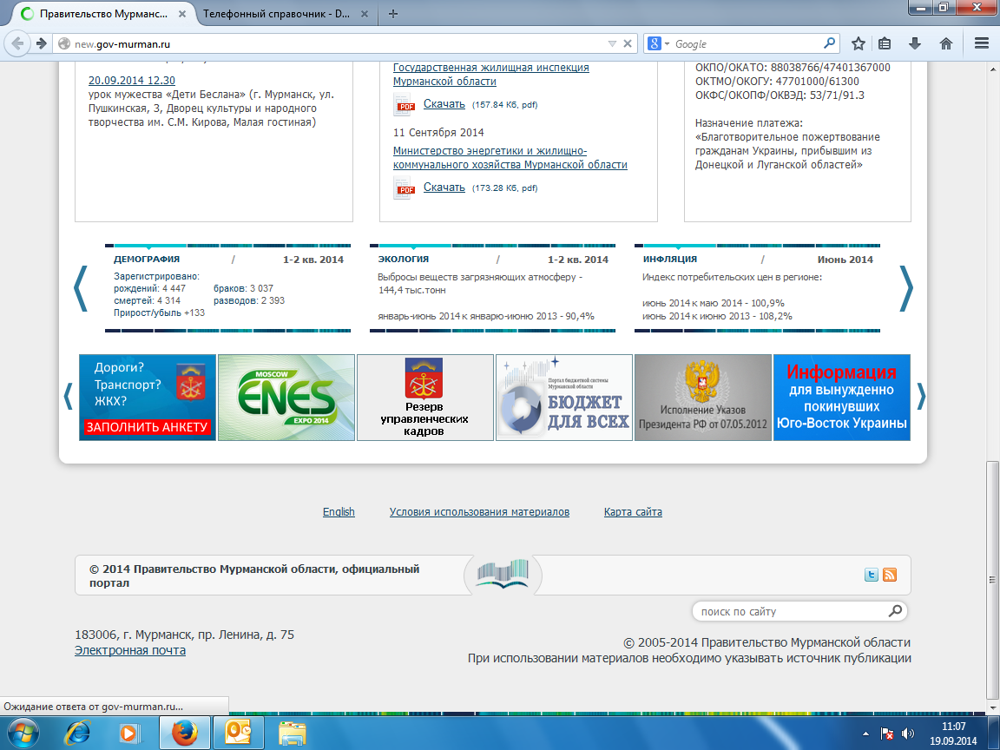 Правительство Мурманс...
Телефонный справочник - D...
new.gov-murman.ru
Google
20.09.2014 12.30
урок мужества «Дети Беслана» (г. Мурманск, ул.
Пушкинская, 3, Дворец культуры и народного
творчества им. С.М. Кирова, Малая гостиная)
Государственная жилищная инспекция
Мурманской области
PDF
Скачать (157.84 Кб, pdf)
11 Сентября 2014
Министерство энергетики и жилищно-
коммунального хозяйства Мурманской области
PDF
Скачать (173.28 Кб, pdf)
ОКПО/ОКАТО: 88038766/47401367000
ОКТМО/ОКОГУ: 47701000/61300
ОКФС/ОКОПФ/ОКВЭД: 53/71/91.3
Назначение платежа:
«Благотворительное пожертвование
гражданам Украины, прибывшим из
Донецкой и Луганской областей»
ДЕМОГРАФИЯ / 1-2 кв. 2014
Зарегистрировано:
рождений: 4 447 браков: 3 037
смертей: 4 314 разводов: 2 393
Прирост/убыль +133
ЭКОЛОГИЯ / 1-2 кв. 2014
Выбросы веществ загрязняющих атмосферу -
144,4 тыс.тонн
январь-июнь 2014 к январю-июню 2013 - 90,4%
ИНФЛЯЦИЯ / Июнь 2014
Индекс потребительских цен в регионе:
июнь 2014 к маю 2014 - 100,9%
июнь 2014 к июню 2013 - 108,2%
Дороги?
Транспорт?
ЖКХ?
ЗАПОЛНИТЬ АНКЕТУ
MOSCOW
ENES
EXPO 2014
Резерв
управленческих
кадров
Портал бюджетной системы
Мурманской области
БЮДЖЕТ
ДЛЯ ВСЕХ
Исполнение Указов
Президента РФ от 07.05.2012
Информация
для вынужденно
покинувших
Юго-Восток Украины
English
Условия использования материалов
Карта сайта
© 2014 Правительство Мурманской области, официальный
портал
поиск по сайту
183006, г. Мурманск, пр. Ленина, д. 75
Электронная почта
© 2005-2014 Правительство Мурманской области
При использовании материалов необходимо указывать источник публикации
Ожидание ответа от gov-murman.ru...
11:07
19.09.2014